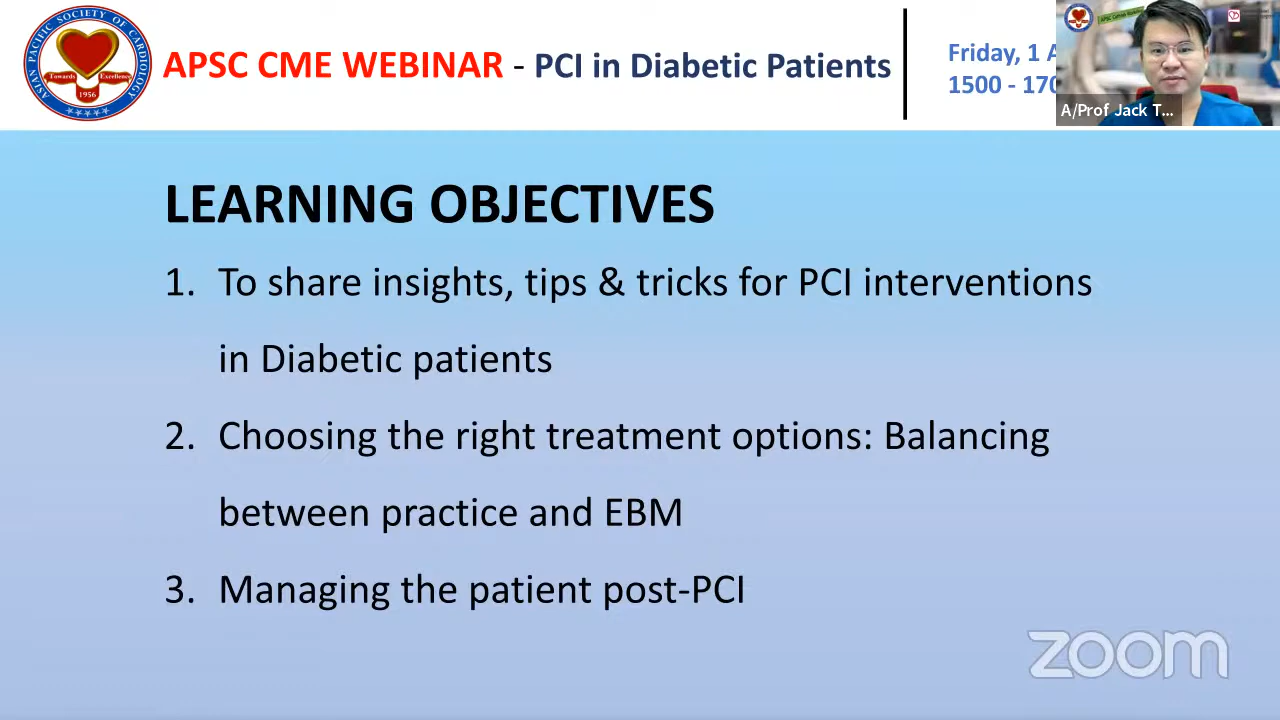 ASIAN PACIFIC SOCIETY OF CARDIOLOGY
Towards Excellence
1956
APSC CME WEBINAR - PCI in Diabetic Patients
Friday, 1 A
1500 - 170
A/Prof Jack T...
LEARNING OBJECTIVES
1. To share insights, tips & tricks for PCI interventions
in Diabetic patients
2. Choosing the right treatment options: Balancing
between practice and EBM
3. Managing the patient post-PCI
zoom